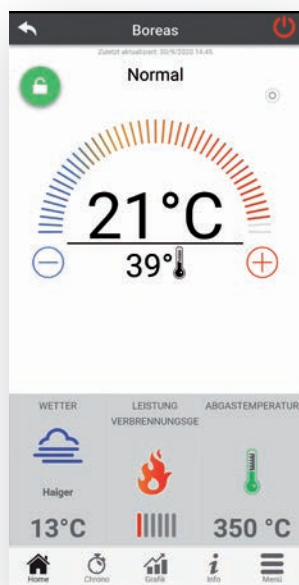 Boreas
Zuletzt aktualisiert: 30/9/2020 14:45
Normal
21°C
39°
WETTER
LEISTUNG
VERBRENNUNGSGE
ABGASTEMPERATUR
Haiger
13°C
350 °C
Home
Chrono
Grafik
Info
Menü